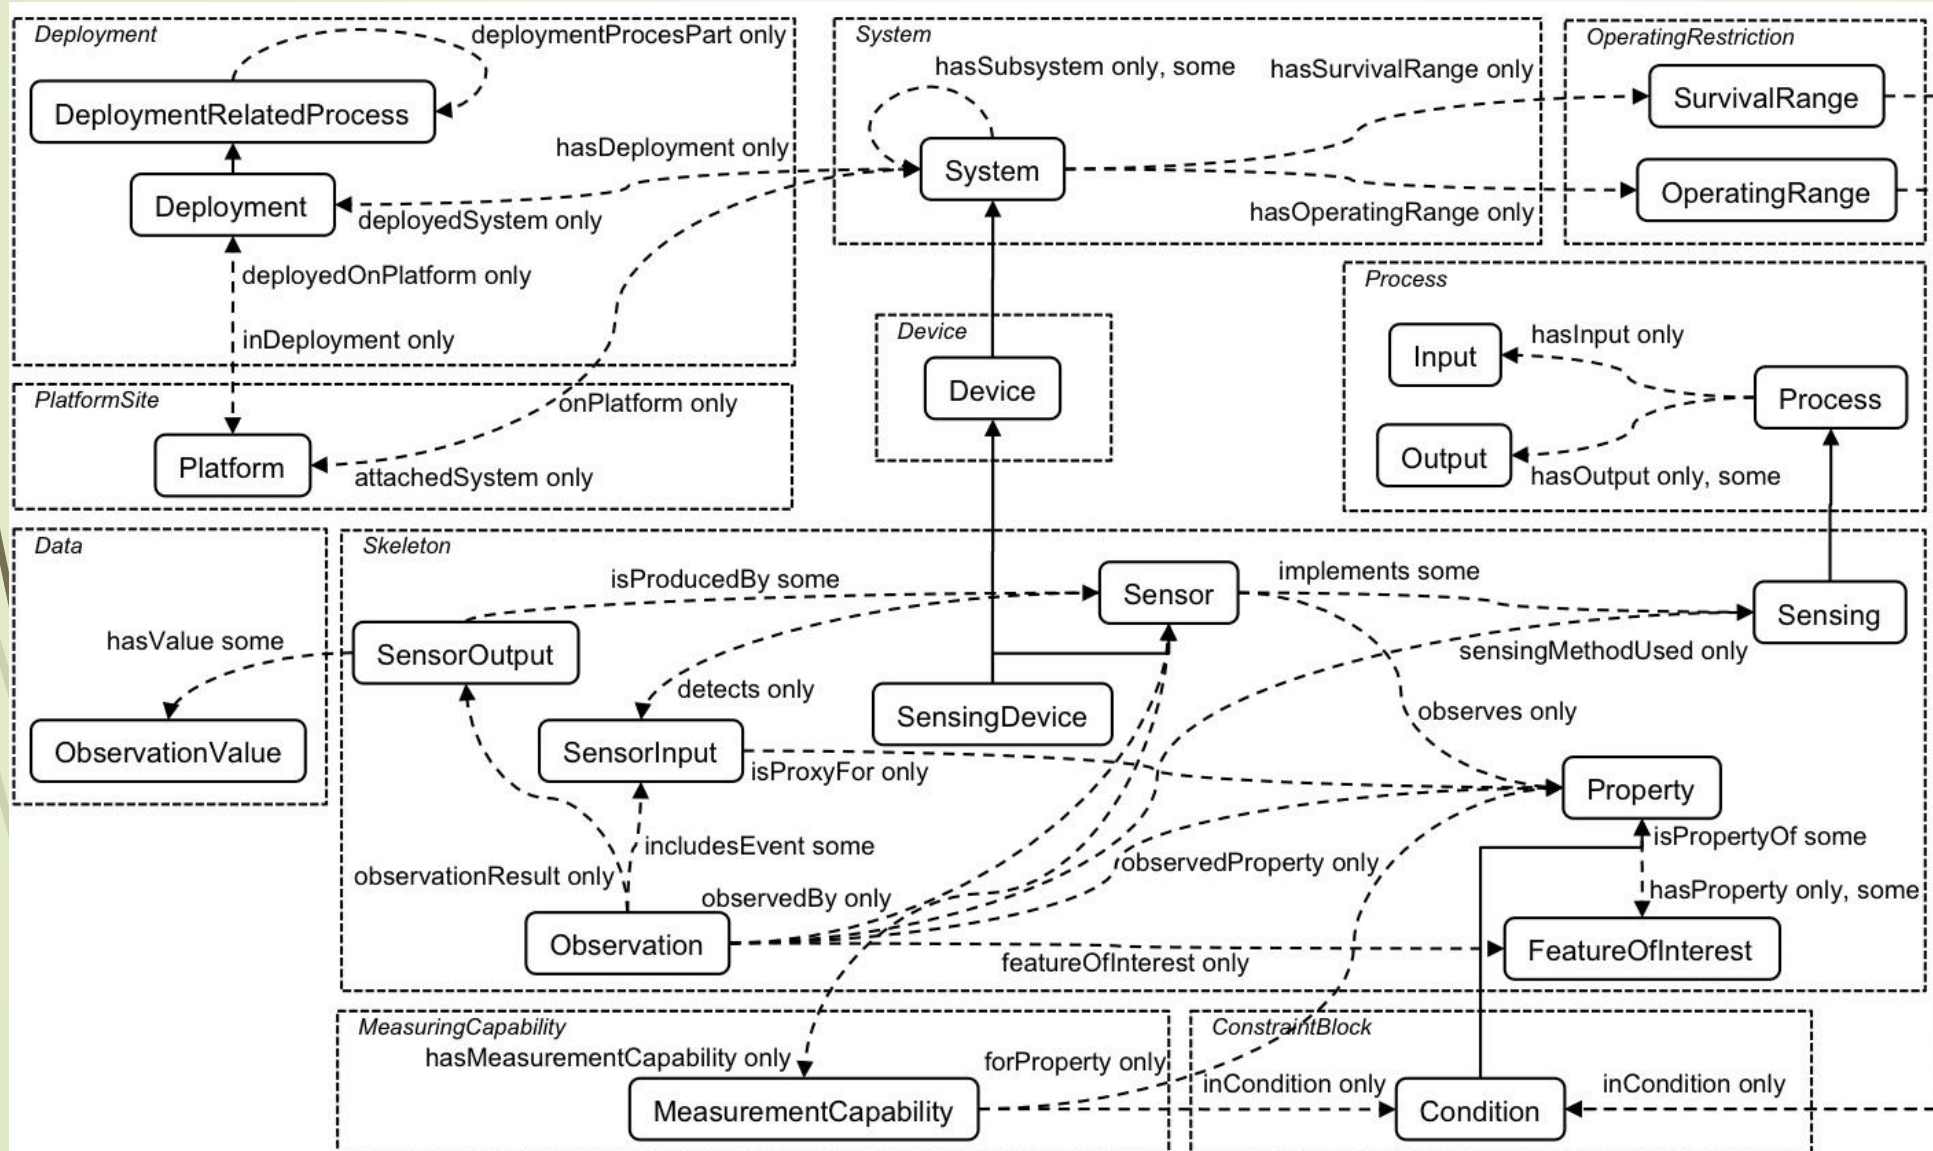 Deployment
deploymentProcesPart only
DeploymentRelatedProcess
hasDeployment only
Deployment
deployedSystem only
deployedOnPlatform only
inDeployment only
System
hasSubsystem only, some
hasSurvivalRange only
System
hasOperatingRange only
OperatingRestriction
SurvivalRange
OperatingRange
PlatformSite
onPlatform only
Platform
attachedSystem only
Device
Device
Process
hasInput only
Input
Process
Output
hasOutput only, some
Data
hasValue some
ObservationValue
Skeleton
isProducedBy some
Sensor
implements some
SensorOutput
Sensing
sensingMethodUsed only
detects only
SensingDevice
observes only
SensorInput
isProxyFor only
Property
isPropertyOf some
includesEvent some
observedProperty only
observationResult only
observedBy only
hasProperty only, some
Observation
featureOfInterest only
FeatureOfInterest
MeasuringCapability
hasMeasurementCapability only
forProperty only
MeasurementCapability
ConstraintBlock
inCondition only
Condition
inCondition only